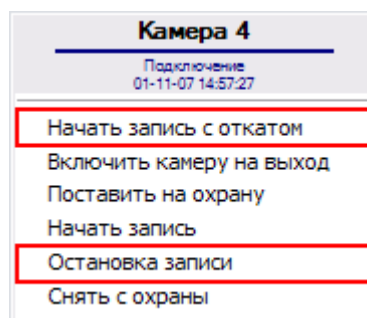 Камера 4
Подключение
01-11-07 14:57:27
Начать запись с откатом
Включить камеру на выход
Поставить на охрану
Начать запись
Остановка записи
Снять с охраны